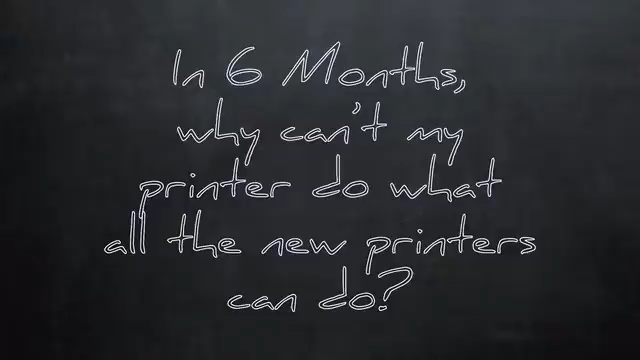 In 6 Months,
why can't my
printer do what
all the new printers
can do?